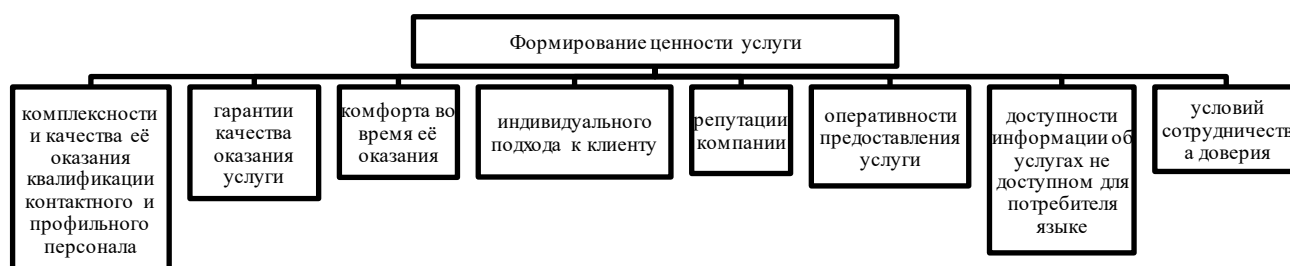 Формирование ценности услуги
комплексности
и качества её
оказания
квалификации
контактного и
профильного
персонала
гарантии
качества
оказания
услуги
комфорта во
время её
оказания
индивидуального
подхода к клиенту
репутации
компании
оперативности
предоставления
услуги
доступности
информации об
услугах не
доступном для
потребителя
языке
условий
сотрудничеств
а доверия